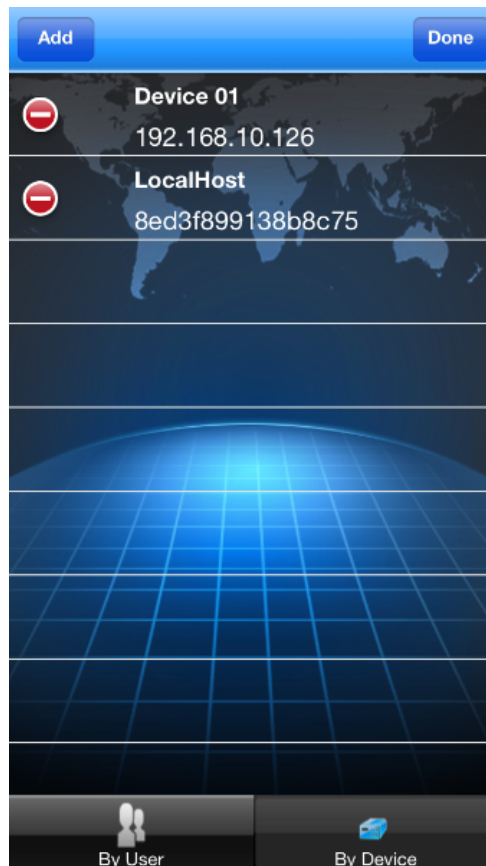 Add
Done
Device 01
192.168.10.126
LocalHost
8ed3f899138b8c75
By User
By Device